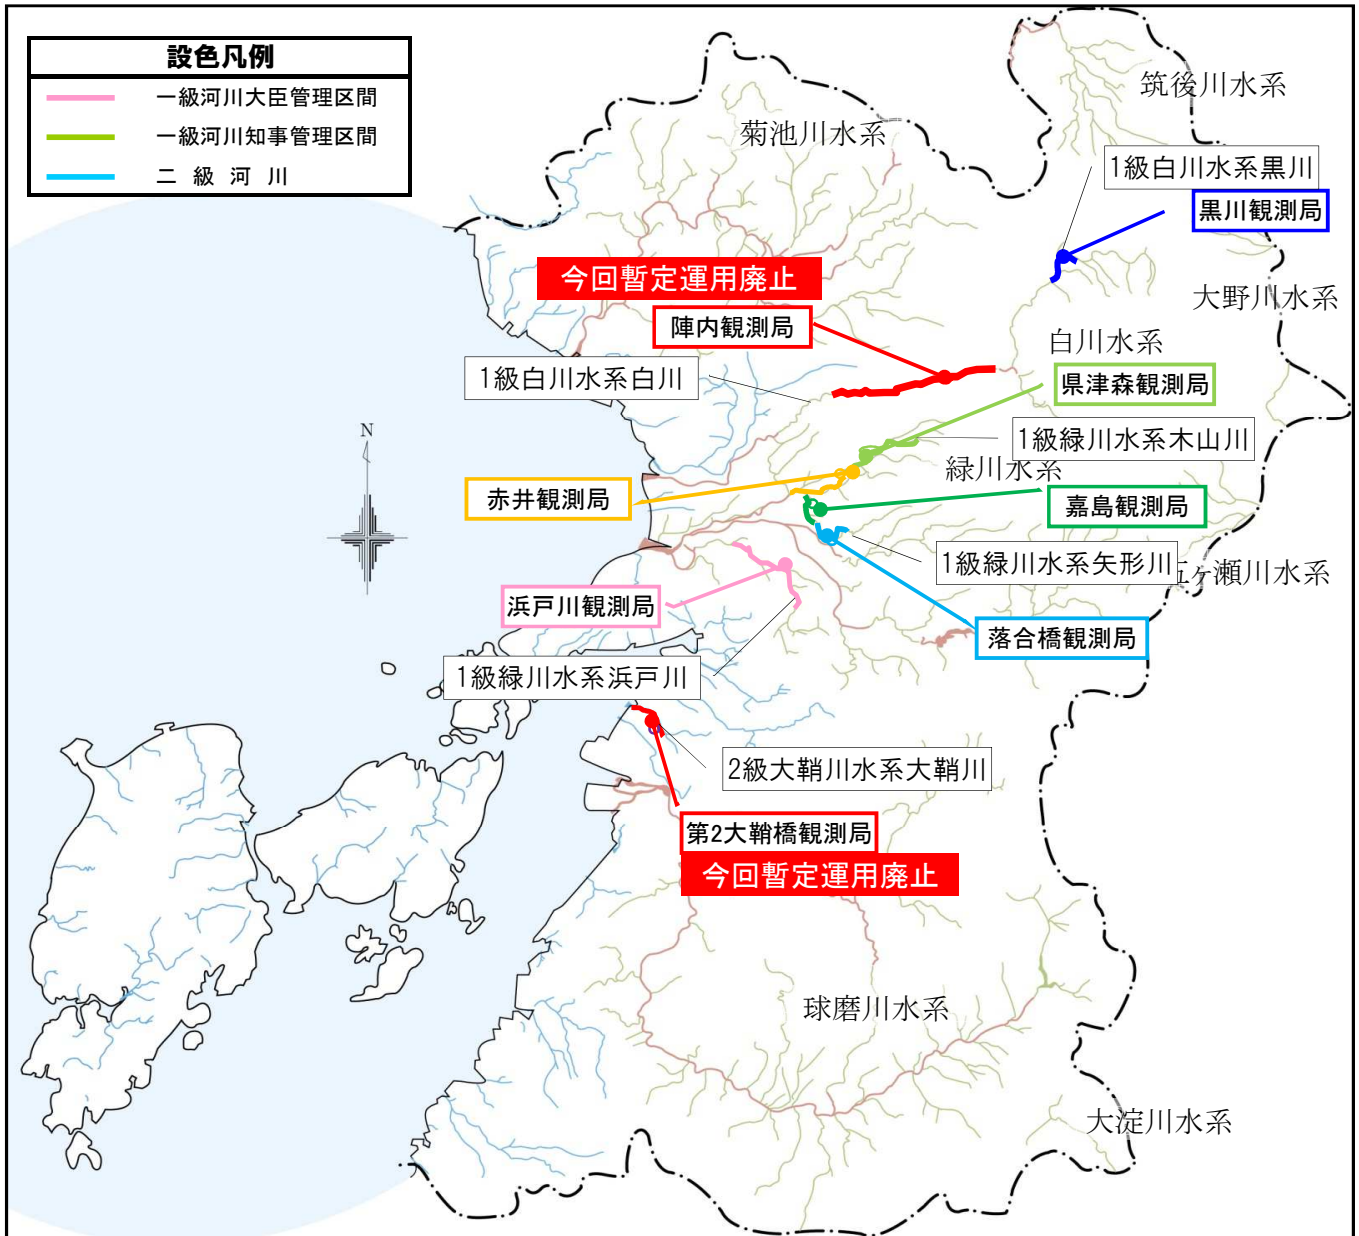 設色凡例
一級河川大臣管理区間
一級河川知事管理区間
二級河川
筑後川水系
菊池川水系
1級白川水系黒川
黒川観測局
今回暫定運用廃止
大野川水系
陣内観測局
白川水系
1級白川水系白川
県津森観測局
N
1級緑川水系木山川
緑川水系
赤井観測局
嘉島観測局
1級緑川水系矢形川
ヶ瀬川水系
浜戸川観測局
落合橋観測局
1級緑川水系浜戸川
2級大鞘川水系大鞘川
第2大鞘橋観測局
今回暫定運用廃止
球磨川水系
大淀川水系